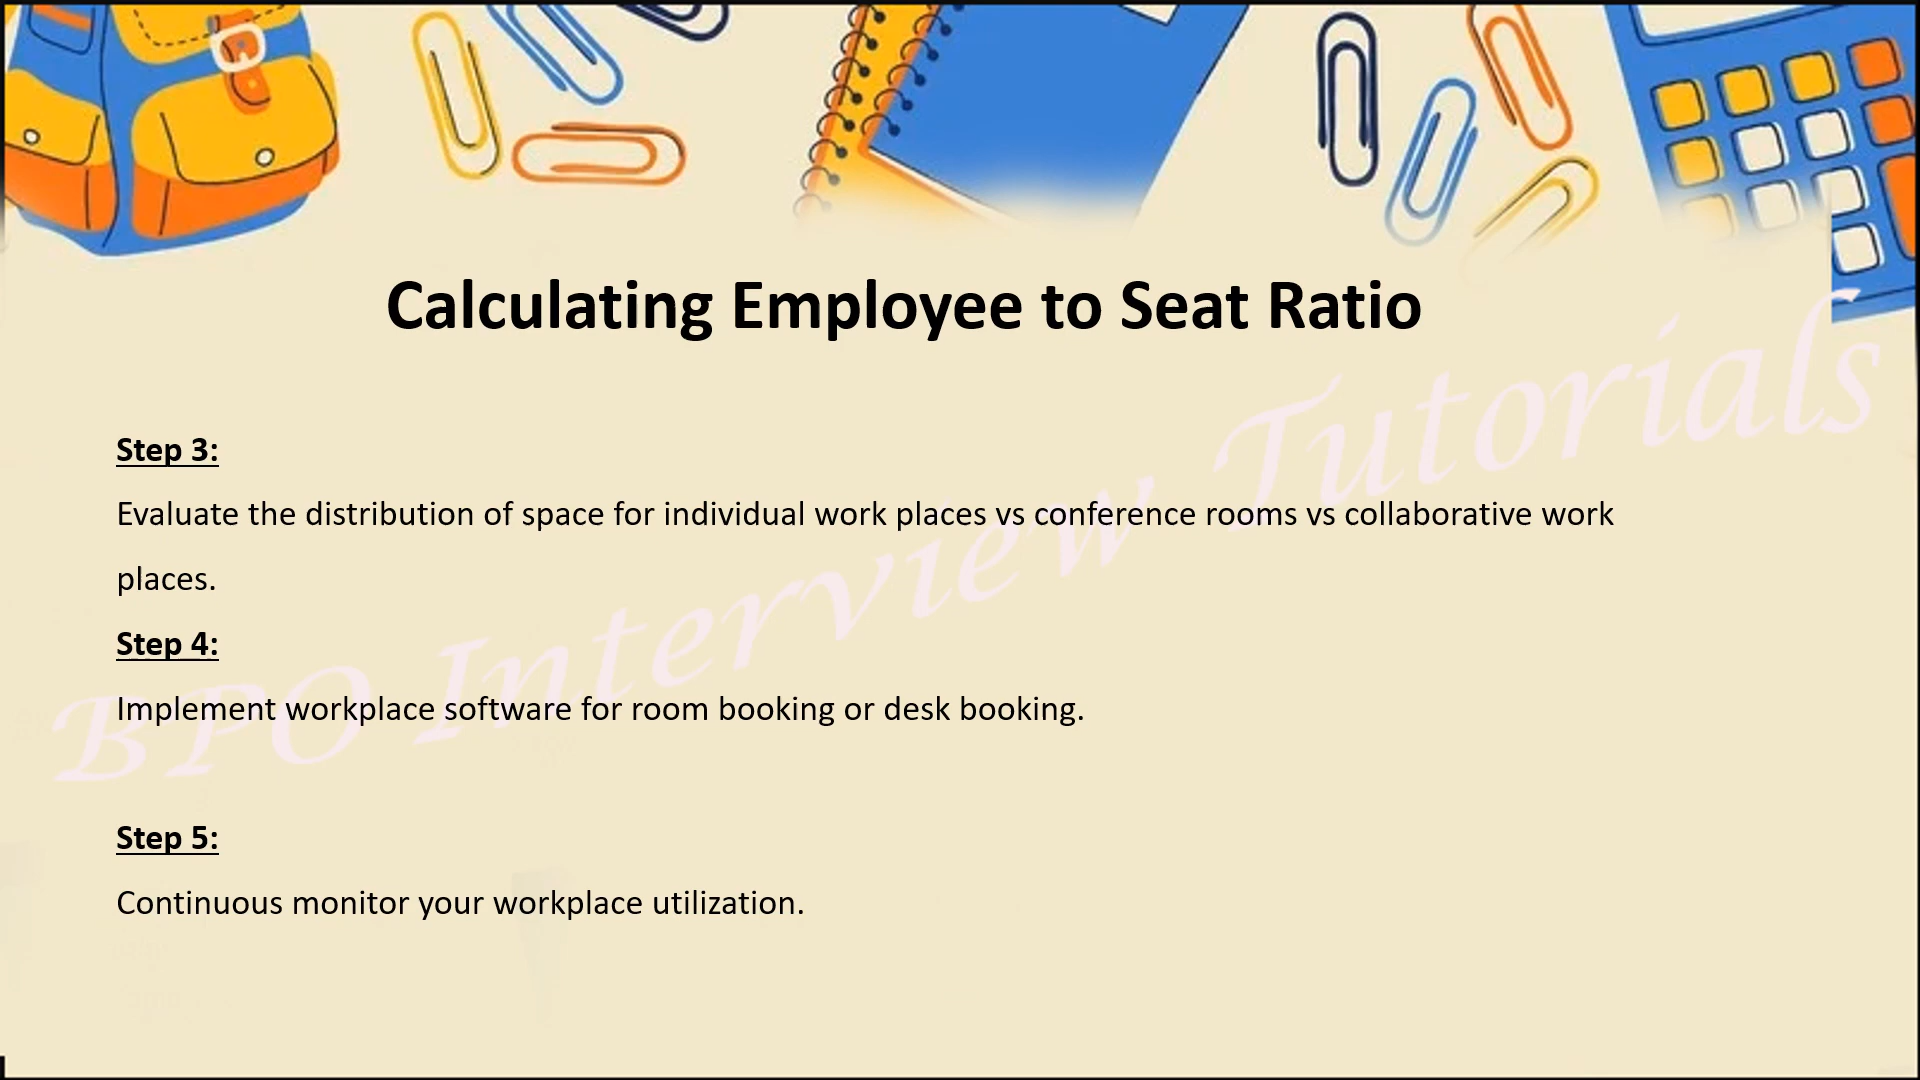 Calculating Employee to Seat Ratio
Step 3:
Evaluate the distribution of space for individual work places vs conference rooms vs collaborative work
places.
Step 4:
Implement workplace software for room booking or desk booking.
Step 5:
Continuous monitor your workplace utilization.
BPO Interview Tutorials